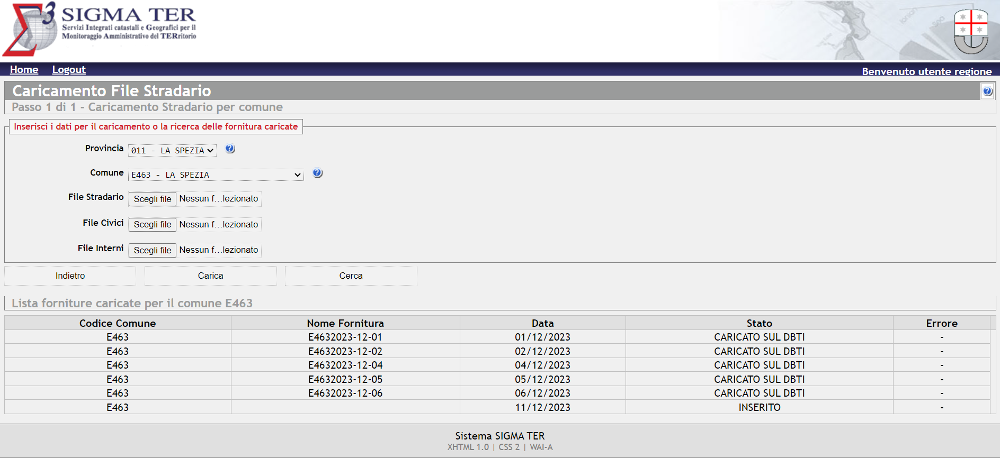 SIGMA TER
Servizi Integrati catastali e Geografici per il
Monitoraggio Amministrativo del TERritorio
Home Logout Benvenuto utente regione
Caricamento File Stradario
Passo 1 di 1 - Caricamento Stradario per comune
Inserisci i dati per il caricamento o la ricerca delle fornitura caricate
Provincia 011 - LA SPEZIA
Comune E463 - LA SPEZIA
File Stradario Scegli file Nessun f...lezionato
File Civici Scegli file Nessun f...lezionato
File Interni Scegli file Nessun f...lezionato
Indietro Carica Cerca
Lista forniture caricate per il comune E463
Codice Comune Nome Fornitura Data Stato Errore
E463 E4632023-12-01 01/12/2023 CARICATO SUL DBTI -
E463 E4632023-12-02 02/12/2023 CARICATO SUL DBTI -
E463 E4632023-12-04 04/12/2023 CARICATO SUL DBTI -
E463 E4632023-12-05 05/12/2023 CARICATO SUL DBTI -
E463 E4632023-12-06 06/12/2023 CARICATO SUL DBTI -
E463 11/12/2023 INSERITO -
Sistema SIGMA TER
XHTML 1.0 | CSS 2 | WAI-A